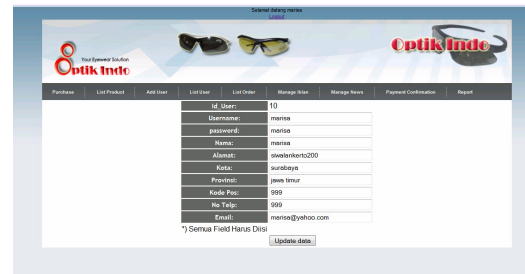 Selamat datang marisa
Logout
Your Eyewear Solution
Optik Indo
Optik Indo
Purchase List Product Add User List User List Order Manage Iklan Manage News Payment Confirmation Report
Id_User: 10
Username: marisa
password: marisa
Nama: marisa
Alamat: siwalankerto200
Kota: surabaya
Provinsi: jawa timur
Kode Pos: 999
No Telp: 999
Email: marisa@yahoo.com
*) Semua Field Harus Diisi
Update data